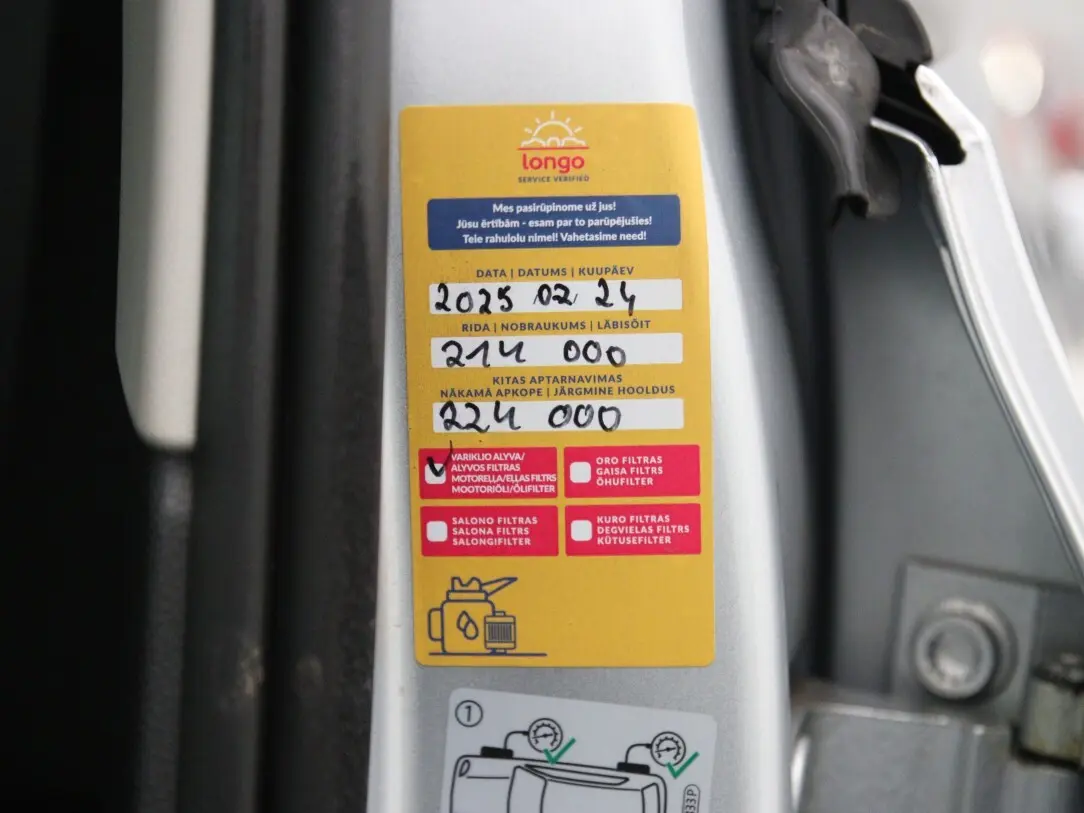 longo
SERVICE VERIFIED
Mes pasirūpinome už jus!
Jūsu ērtībām - esam par to parūpējušies!
Teie rahulolu nimel! Vahetasime need!
DATA | DATUMS | KUUPÄEV
2025 02 24
RIDA | NOBRAUKUMS | LÄBISÕIT
214 000
KITAS APTARNAVIMAS
NĀKAMĀ APKOPE | JÄRGMINE HOOLDUS
224 000
VARIKLIO ALYVA/
ALYVOS FILTRAS
MOTOREĻĻA/EĻĻAS FILTRS
MOOTORIÕLI/ÕLIFILTER
ORO FILTRAS
GAISA FILTRS
ÕHUFILTER
SALONO FILTRAS
SALONA FILTRS
SALONGIFILTER
KURO FILTRAS
DEGVIELAS FILTRS
KÜTUSEFILTER
1
33P